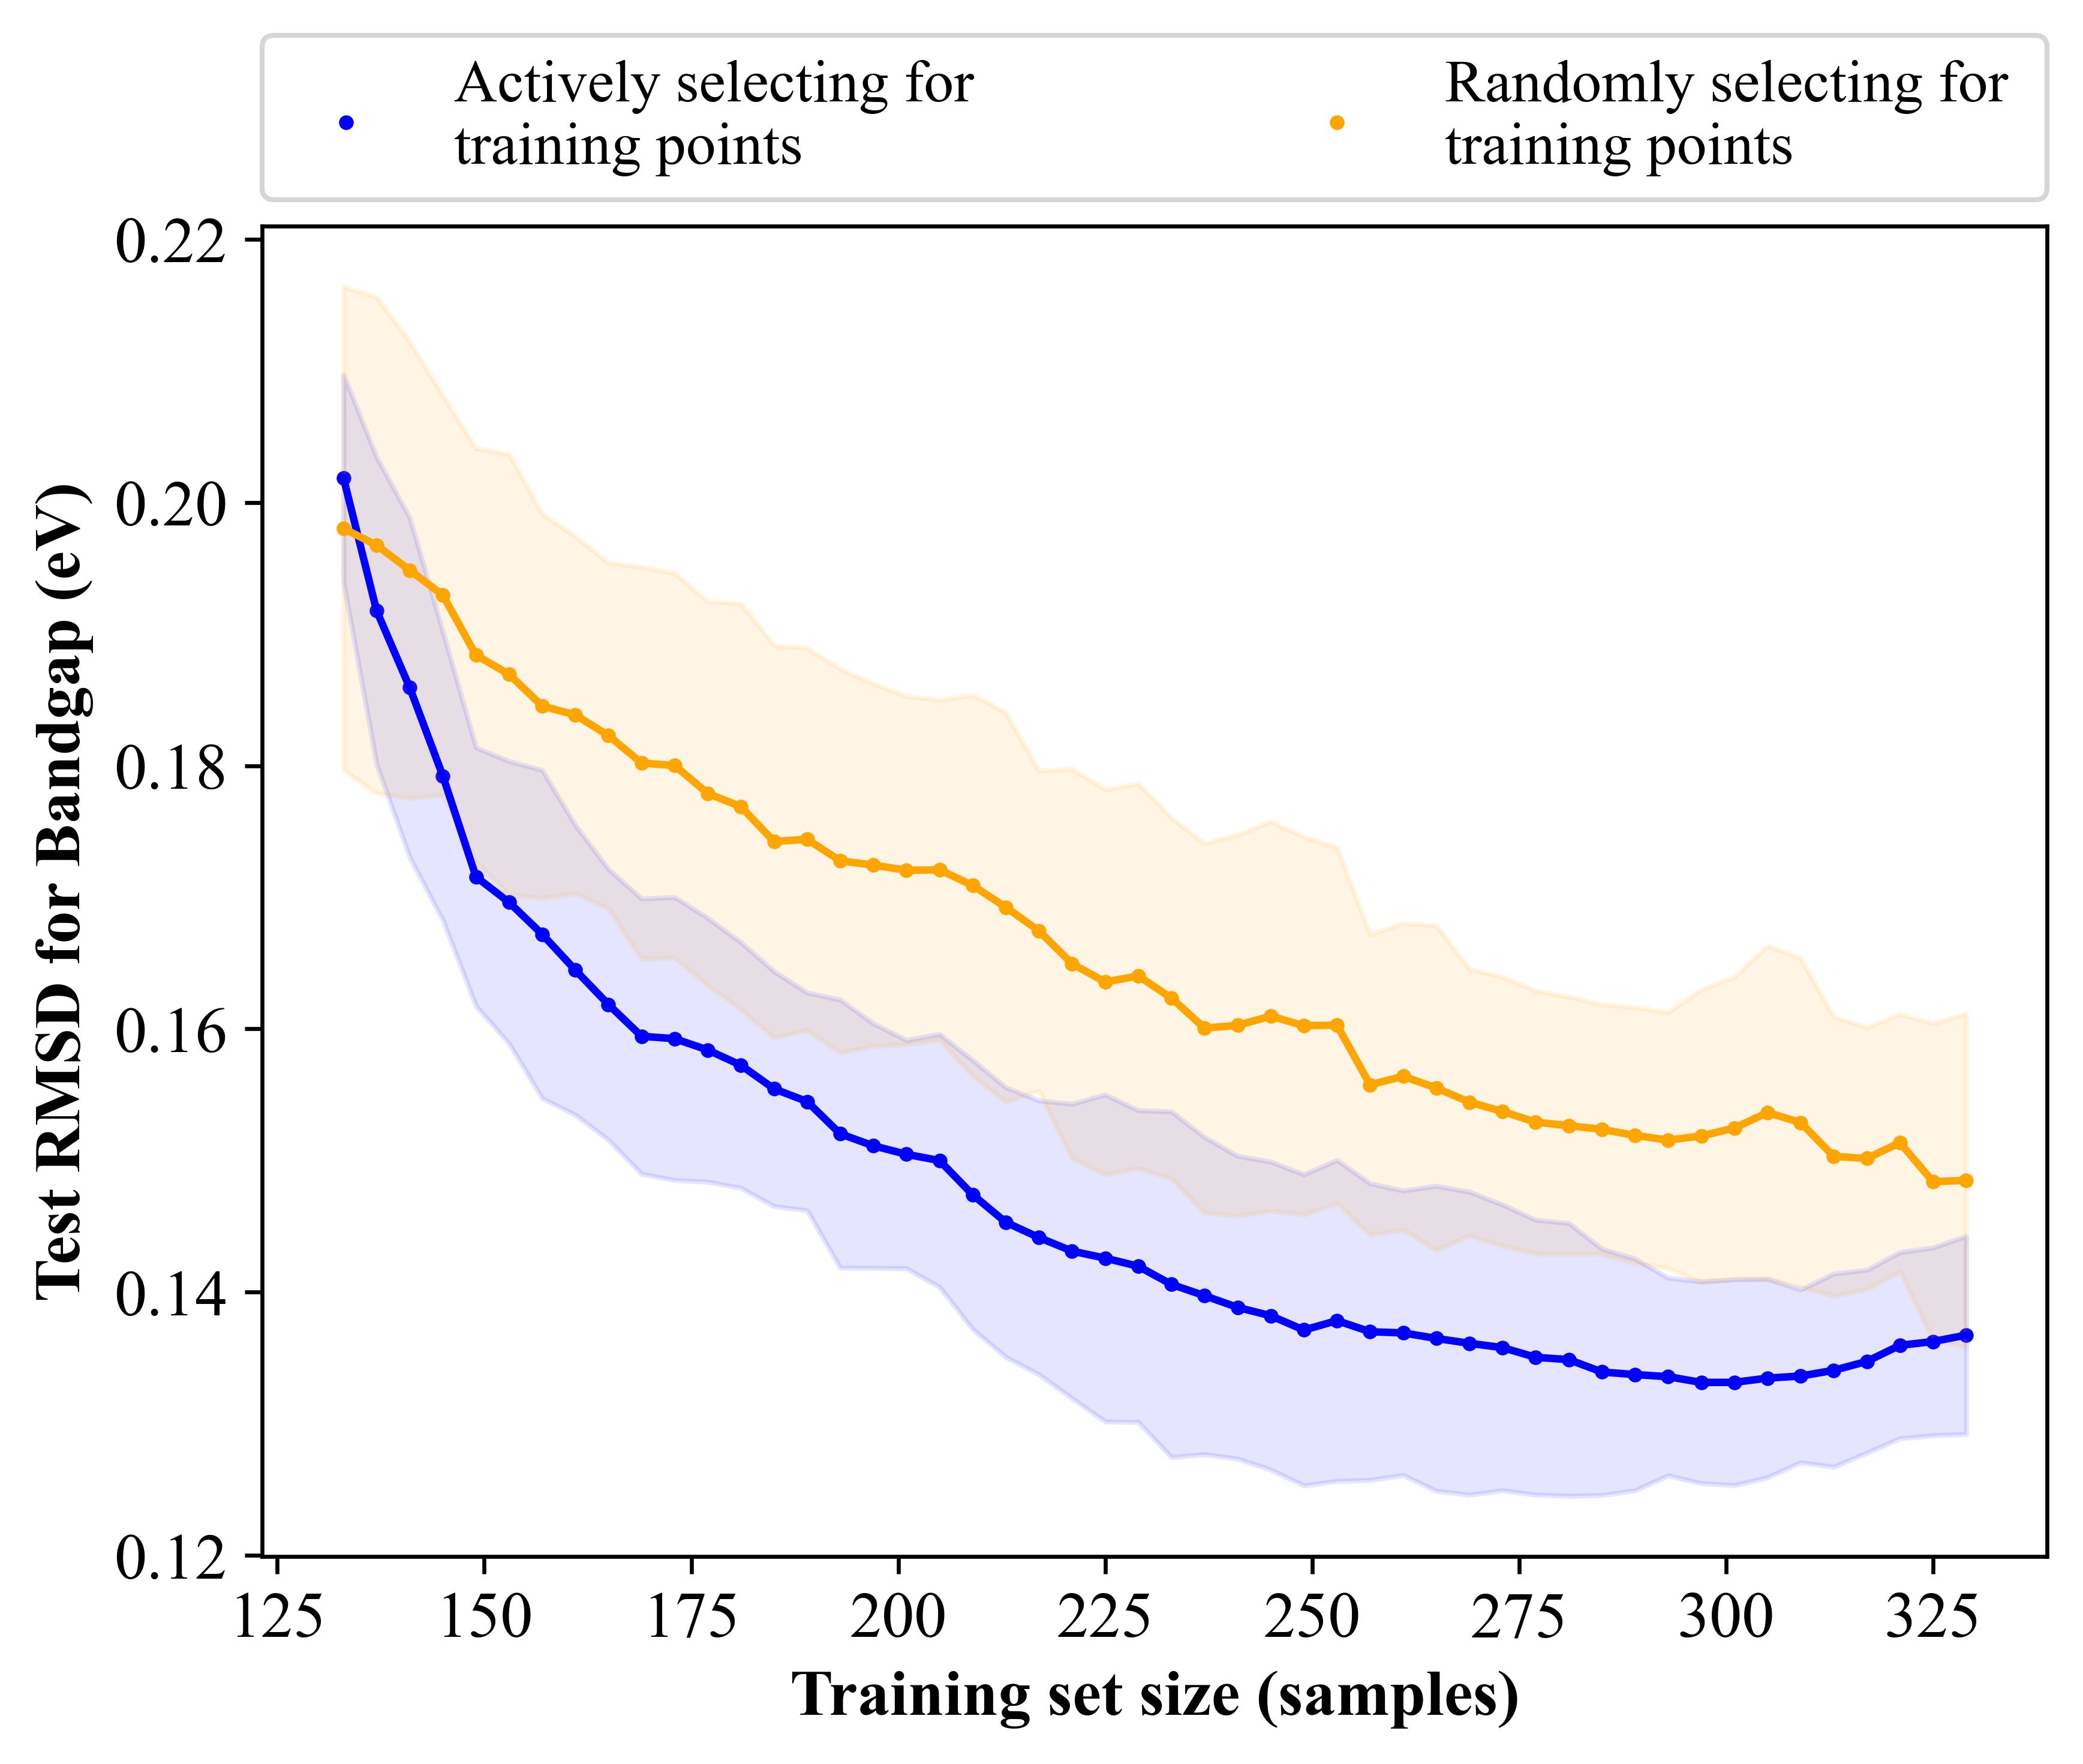 Actively selecting for
training points
Randomly selecting for
training points
0.22
0.20
0.18
0.16
0.14
0.12
Test RMSD for Bandgap (eV)
125 150 175 200 225 250 275 300 325
Training set size (samples)